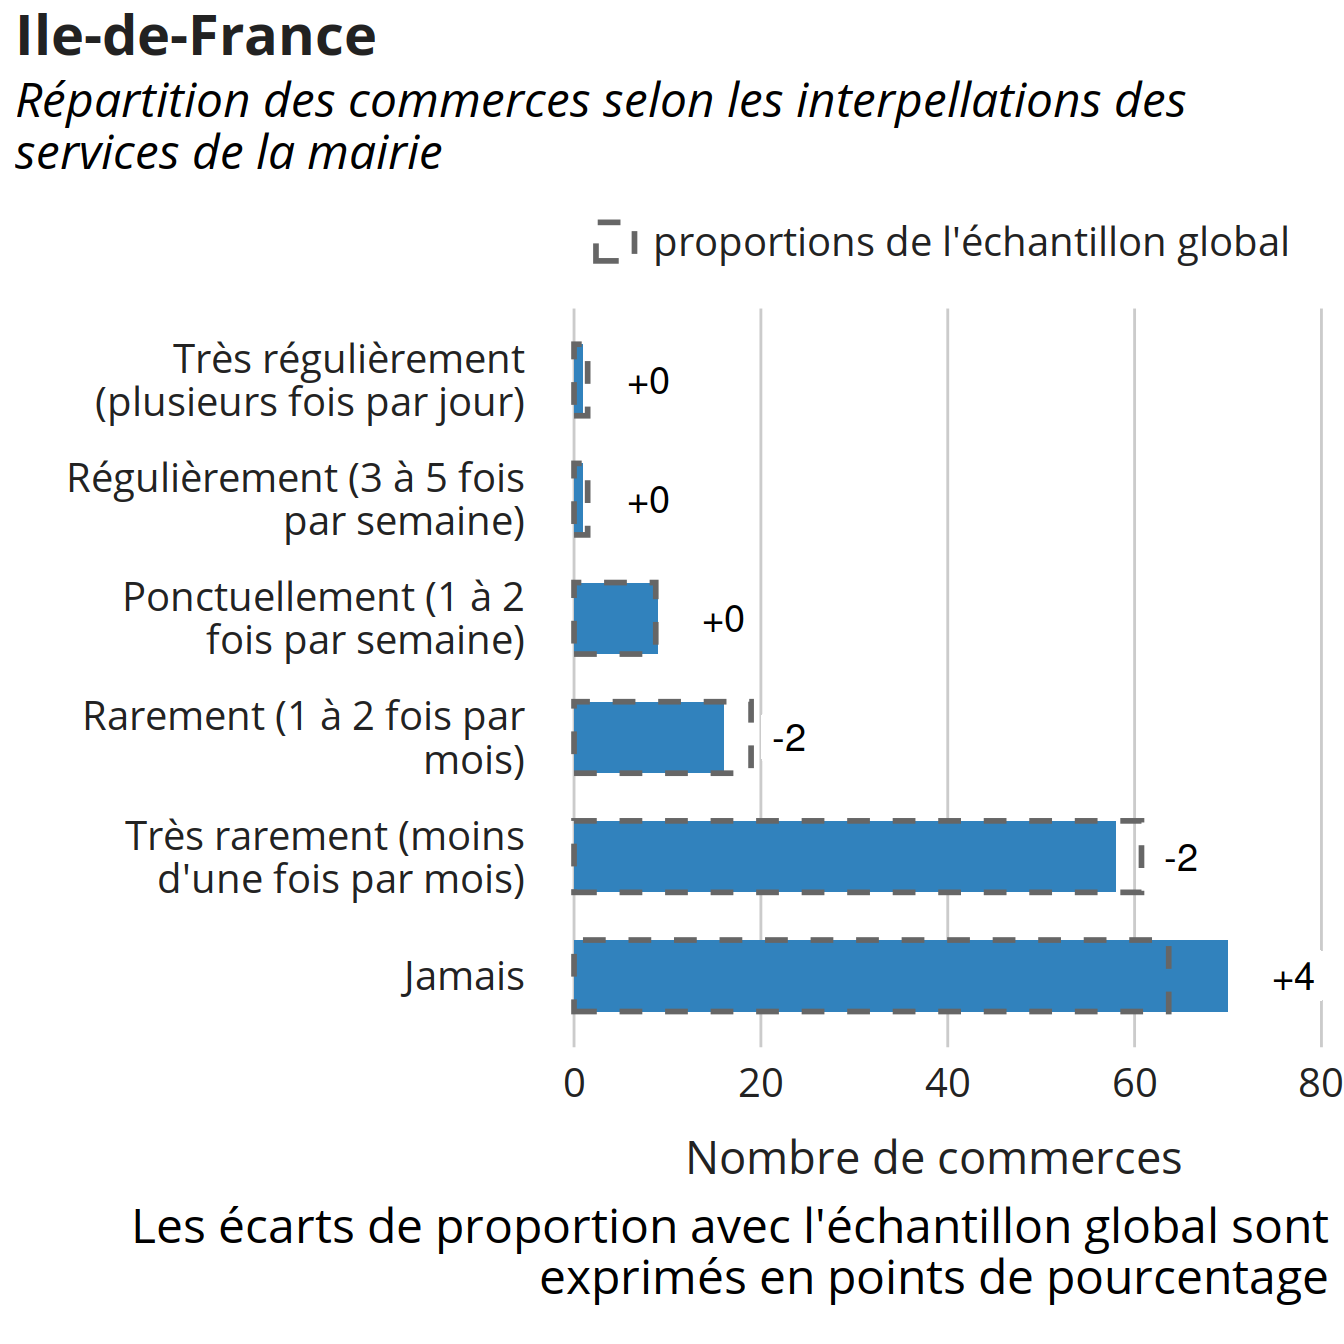 Ile-de-France
Répartition des commerces selon les interpellations des
services de la mairie
proportions de l'échantillon global
Très régulièrement
(plusieurs fois par jour)
+0
Régulièrement (3 à 5 fois
par semaine)
+0
Ponctuellement (1 à 2
fois par semaine)
+0
Rarement (1 à 2 fois par
mois)
-2
Très rarement (moins
d'une fois par mois)
-2
Jamais
+4
0 20 40 60 80
Nombre de commerces
Les écarts de proportion avec l'échantillon global sont
exprimés en points de pourcentage